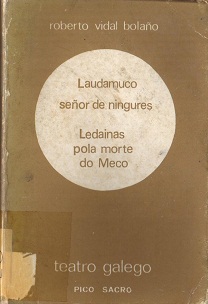 roberto vidal bolaño
Laudamuco
señor de ningures
Ledainas
pola morte
do Meco
teatro galego
PICO SACRO